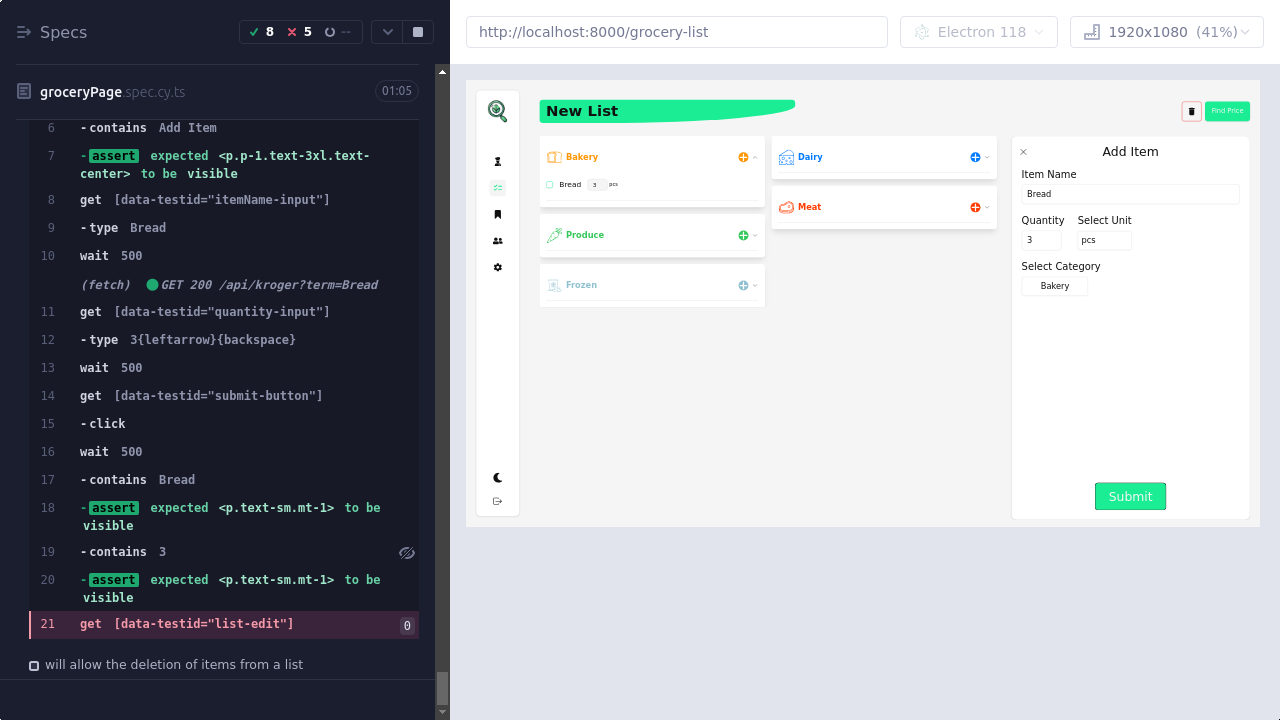 Specs
8
5
--
groceryPage.spec.cy.ts
01:05
6 -contains Add Item
7 -assert expected <p.p-1.text-3xl.text-
center> to be visible
8 get [data-testid="itemName-input"]
9 -type Bread
10 wait 500
(fetch) GET 200 /api/kroger?term=Bread
11 get [data-testid="quantity-input"]
12 -type 3{leftarrow}{backspace}
13 wait 500
14 get [data-testid="submit-button"]
15 -click
16 wait 500
17 -contains Bread
18 -assert expected <p.text-sm.mt-1> to be
visible
19 -contains 3
20 -assert expected <p.text-sm.mt-1> to be
visible
21 get [data-testid="list-edit"] 0
will allow the deletion of items from a list
http://localhost:8000/grocery-list
Electron 118
1920x1080 (41%)
New List
Find Price
Bakery
Bread 3 pcs
Produce
Frozen
Dairy
Meat
Add Item
Item Name
Bread
Quantity Select Unit
3 pcs
Select Category
Bakery
Submit